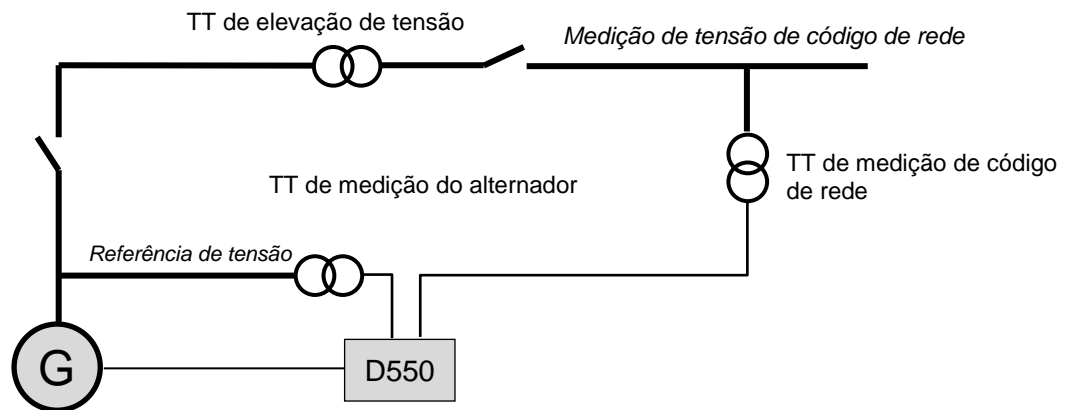 TT de elevação de tensão
Medição de tensão de código de rede
TT de medição de código
de rede
TT de medição do alternador
Referência de tensão
G
D550